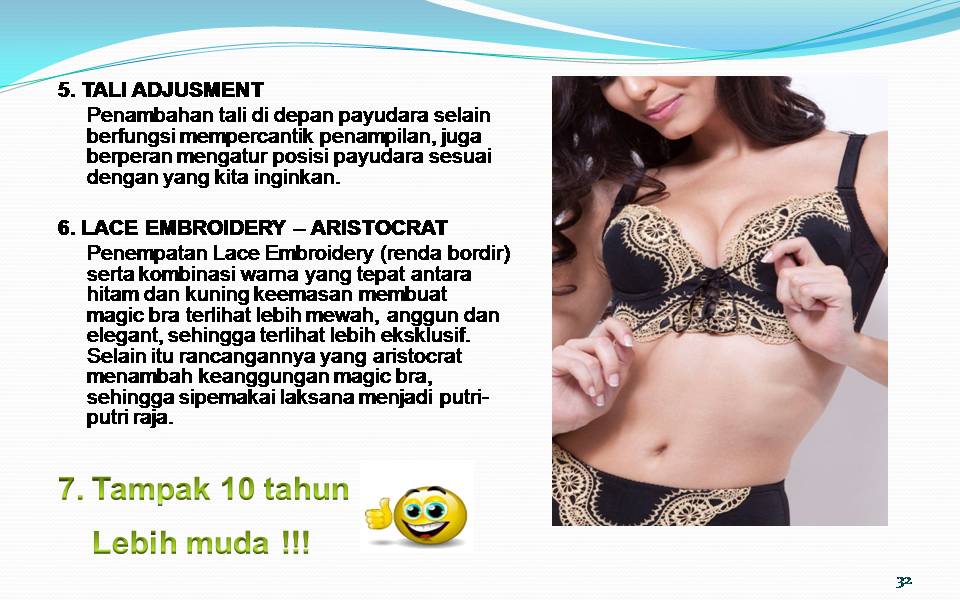 5. TALI ADJUSMENT
Penambahan tali di depan payudara selain
berfungsi mempercantik penampilan, juga
berperan mengatur posisi payudara sesuai
dengan yang kita inginkan.
6. LACE EMBROIDERY – ARISTOCRAT
Penempatan Lace Embroidery (renda bordir)
serta kombinasi warna yang tepat antara
hitam dan kuning keemasan membuat
magic bra terlihat lebih mewah, anggun dan
elegant, sehingga terlihat lebih eksklusif.
Selain itu rancangannya yang aristocrat
menambah keanggungan magic bra,
sehingga sipemakai laksana menjadi putri-
putri raja.
7. Tampak 10 tahun
Lebih muda !!!
32